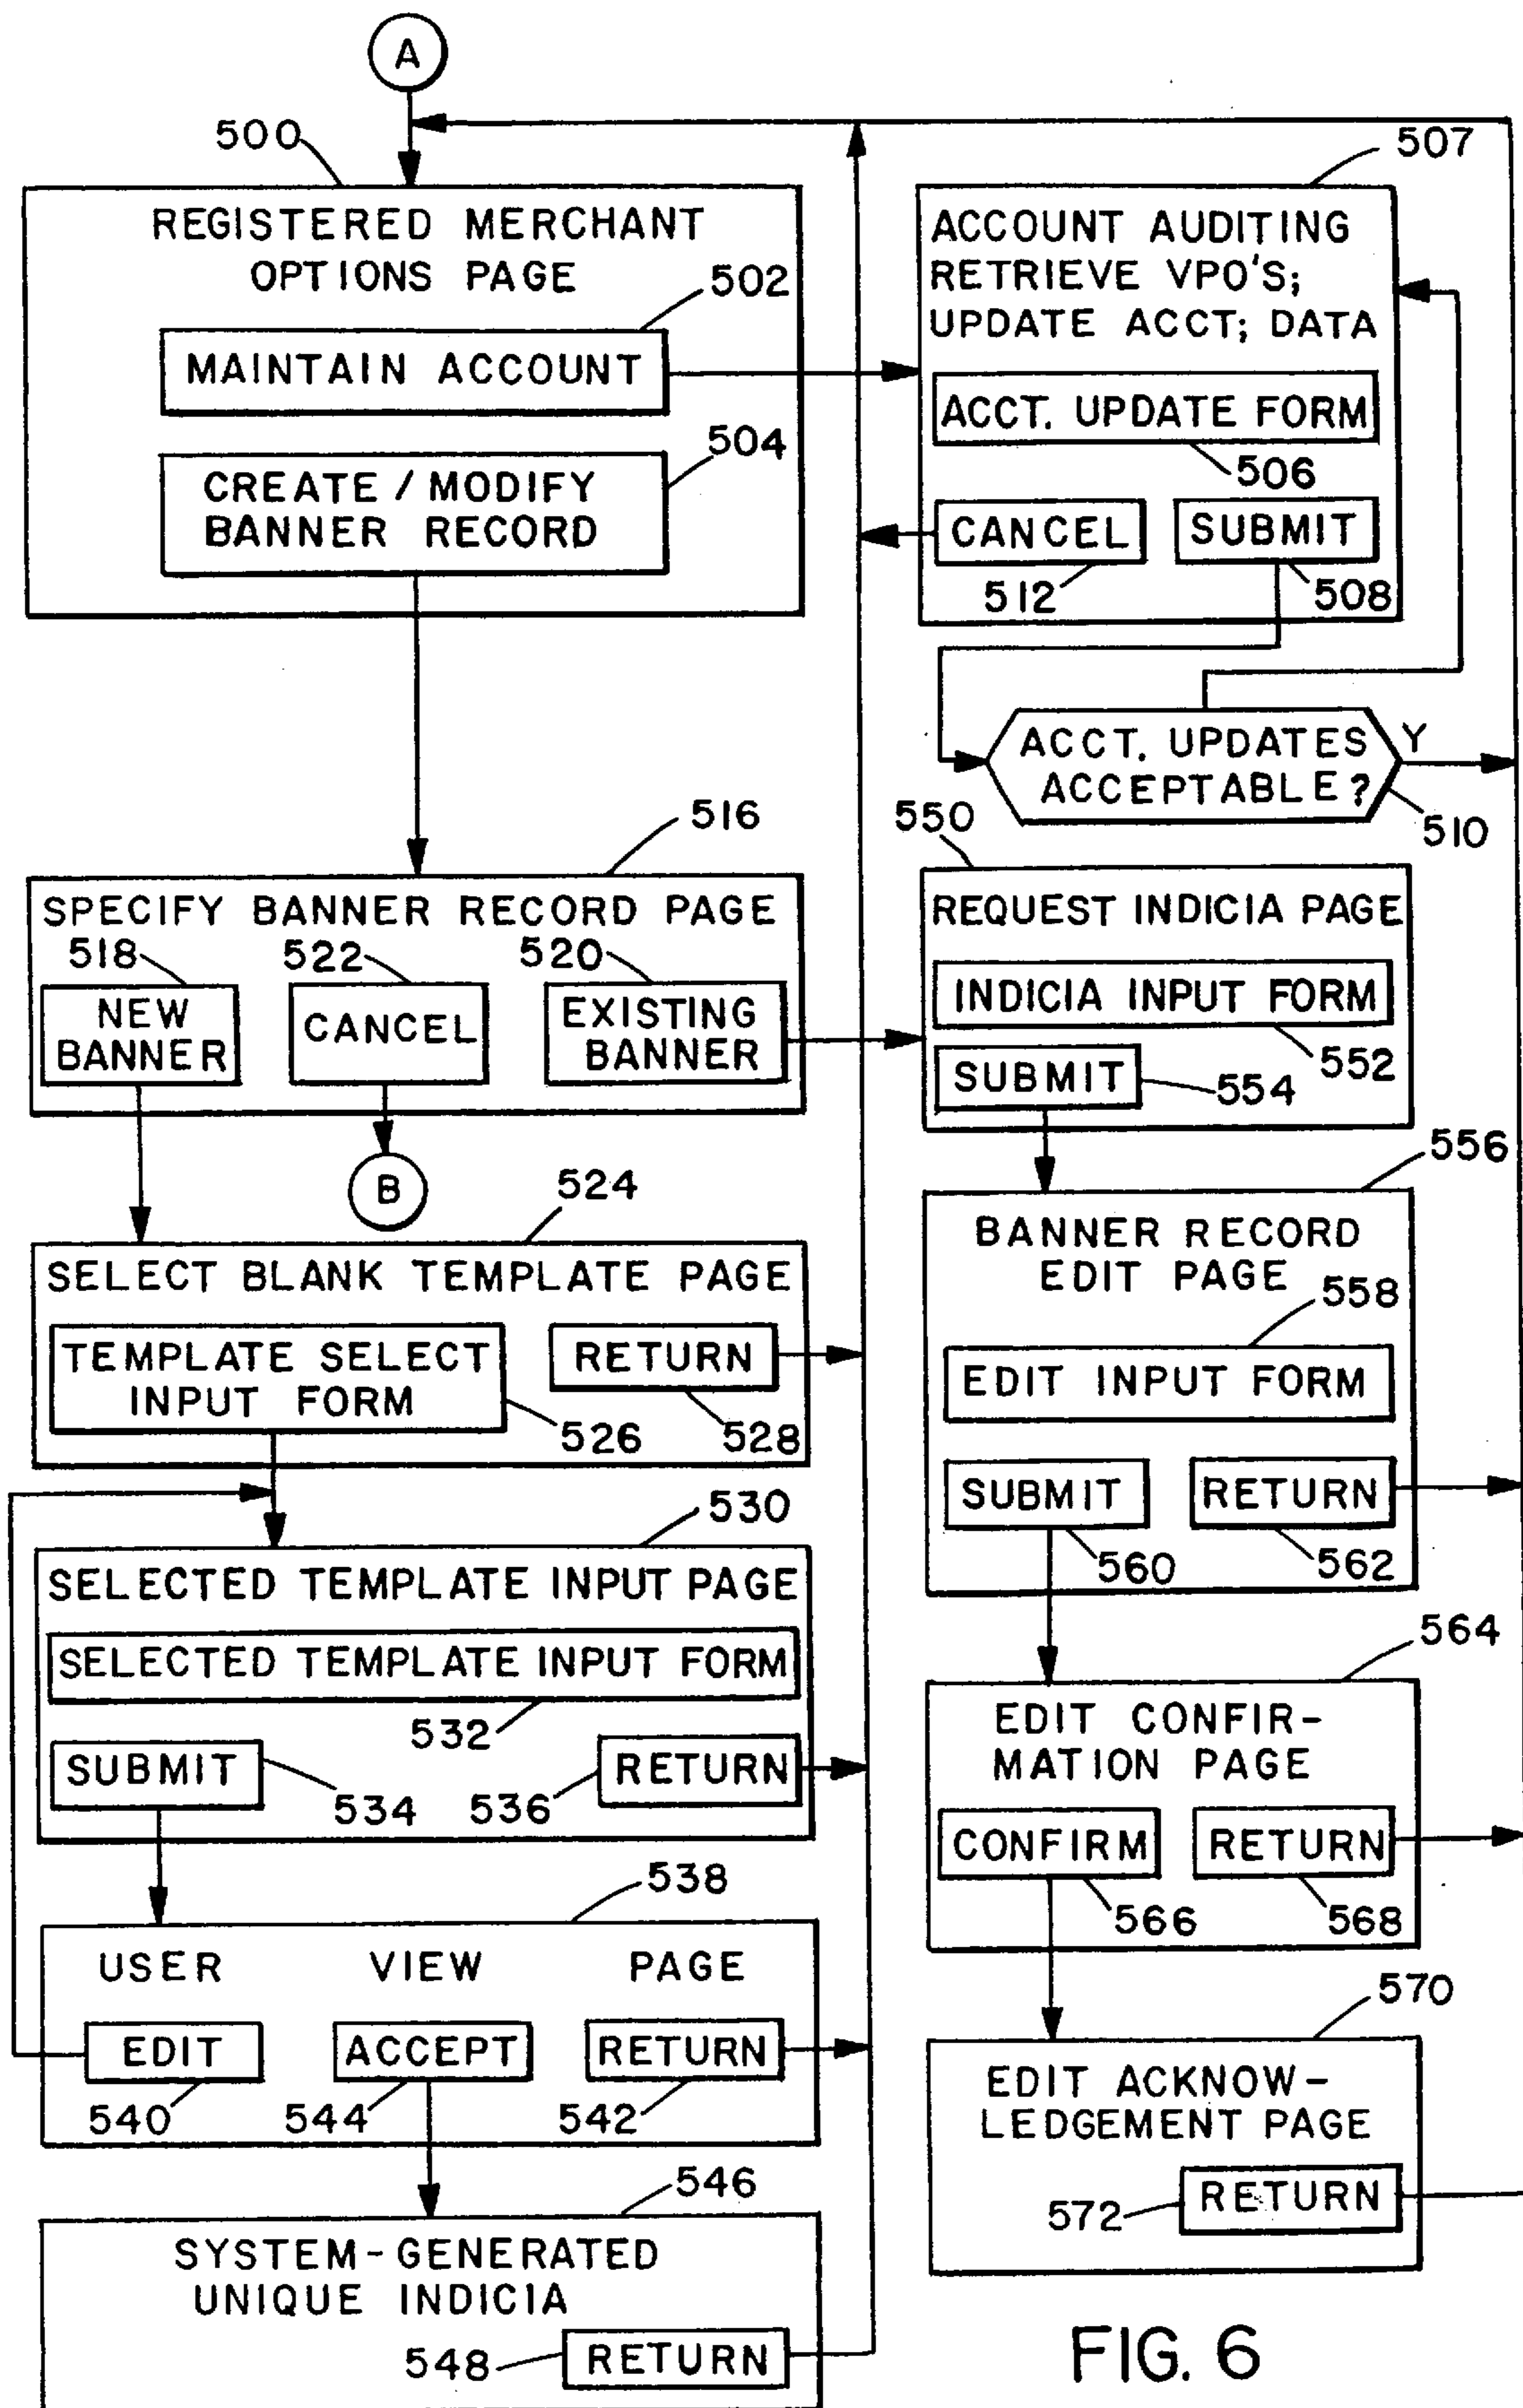 A
500
REGISTERED MERCHANT
OPTIONS PAGE
502
MAINTAIN ACCOUNT
504
CREATE / MODIFY
BANNER RECORD
507
ACCOUNT AUDITING
RETRIEVE VPO'S;
UPDATE ACCT; DATA
ACCT. UPDATE FORM
506
CANCEL
SUBMIT
512
508
ACCT. UPDATES
ACCEPTABLE?
Y
510
516
SPECIFY BANNER RECORD PAGE
518
522
520
NEW
BANNER
CANCEL
EXISTING
BANNER
B
550
REQUEST INDICIA PAGE
INDICIA INPUT FORM
552
SUBMIT
554
524
SELECT BLANK TEMPLATE PAGE
TEMPLATE SELECT
INPUT FORM
RETURN
526
528
556
BANNER RECORD
EDIT PAGE
558
EDIT INPUT FORM
SUBMIT
RETURN
560
562
530
SELECTED TEMPLATE INPUT PAGE
SELECTED TEMPLATE INPUT FORM
532
SUBMIT
RETURN
534
536
564
EDIT CONFIR-
MATION PAGE
CONFIRM
RETURN
566
568
538
USER VIEW PAGE
EDIT
ACCEPT
RETURN
540
544
542
570
EDIT ACKNOW-
LEDGEMENT PAGE
572
RETURN
546
SYSTEM-GENERATED
UNIQUE INDICIA
548
RETURN
FIG. 6